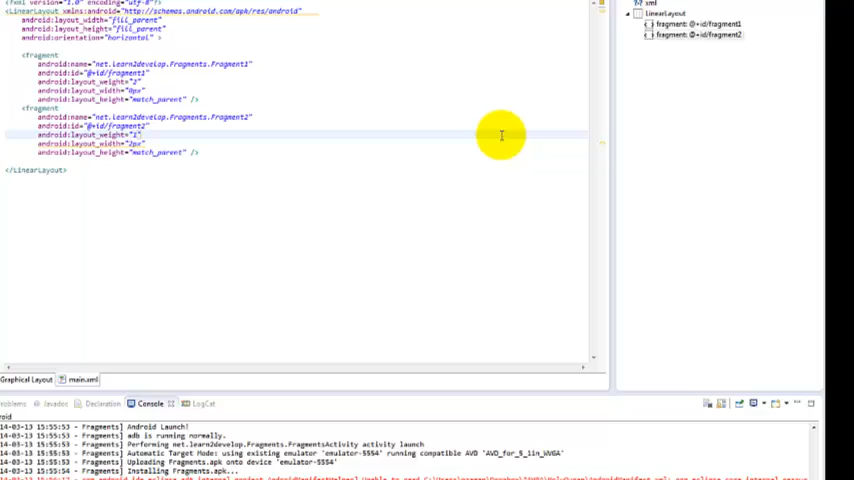 <?xml version="1.0" encoding="utf-8"?>
<LinearLayout xmlns:android="http://schemas.android.com/apk/res/android"
android:layout_width="fill_parent"
android:layout_height="fill_parent"
android:orientation="horizontal" >
<fragment
android:name="net.learn2develop.Fragments.Fragment1"
android:id="@+id/fragment1"
android:layout_weight="2"
android:layout_width="0px"
android:layout_height="match_parent" />
<fragment
android:name="net.learn2develop.Fragments.Fragment2"
android:id="@+id/fragment2"
android:layout_weight="1"
android:layout_width="2px"
android:layout_height="match_parent" />
</LinearLayout>
xml
LinearLayout
fragment: @+id/fragment1
fragment: @+id/fragment2
Graphical Layout main.xml
roblems Javadoc Declaration Console LogCat
roid
14-03-13 15:55:53 - Fragments] Android Launch!
14-03-13 15:55:53 - Fragments] adb is running normally.
14-03-13 15:55:53 - Fragments] Performing net.learn2develop.Fragments.FragmentsActivity activity launch
14-03-13 15:55:53 - Fragments] Automatic Target Mode: using existing emulator 'emulator-5554' running compatible AVD 'AVD_for_5_1in_WVGA'
14-03-13 15:55:53 - Fragments] Uploading Fragments.apk onto device 'emulator-5554'
14-03-13 15:55:53 - Fragments] Installing Fragments.apk...